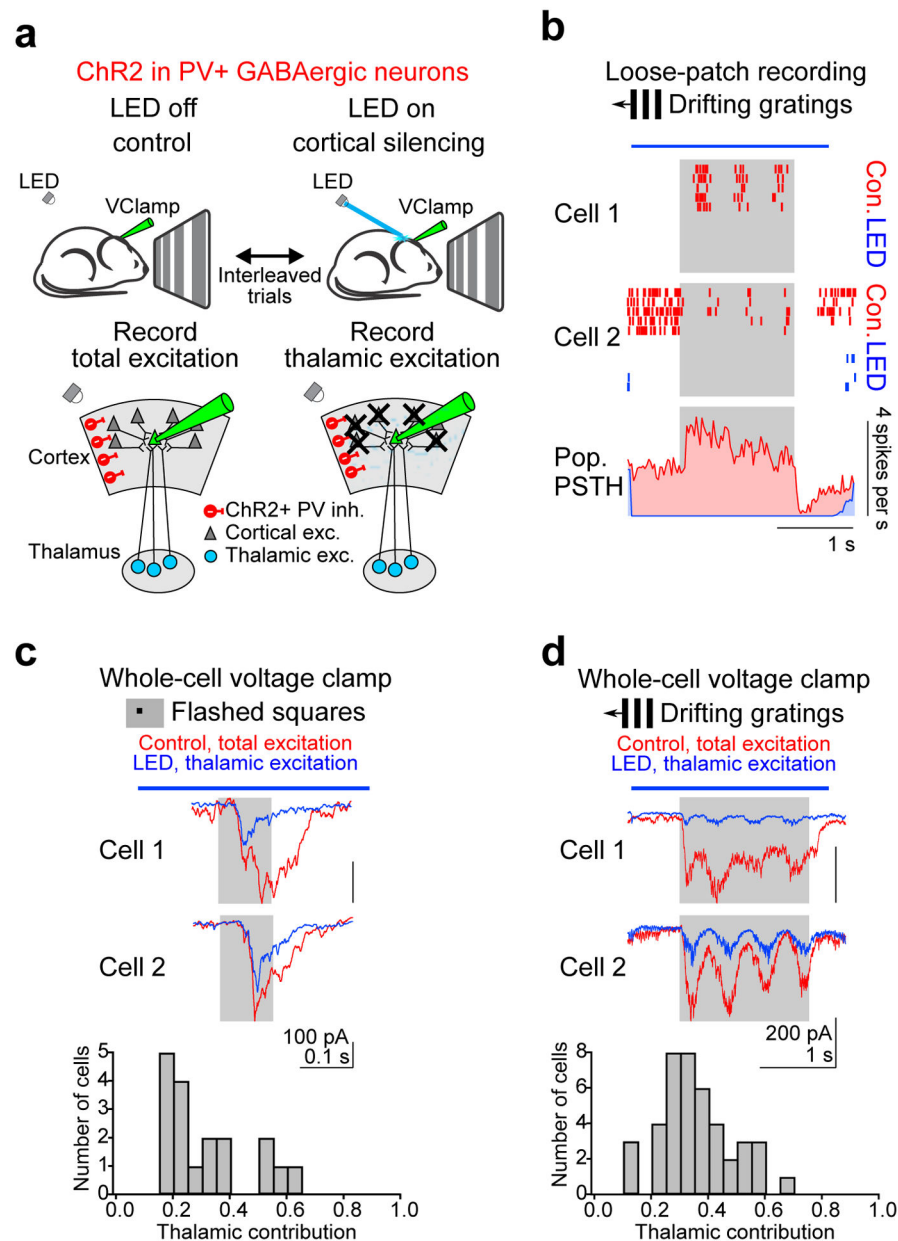 a
ChR2 in PV+ GABAergic neurons
LED off
control
LED on
cortical silencing
LED
VClamp
LED
VClamp
Interleaved
trials
Record
total excitation
Record
thalamic excitation
Cortex
ChR2+ PV inh.
Cortical exc.
Thalamic exc.
Thalamus
b
Loose-patch recording
Drifting gratings
Cell 1
Con.
LED
Cell 2
Con.
LED
Pop.
PSTH
4 spikes per s
1 s
c
Whole-cell voltage clamp
Flashed squares
Control, total excitation
LED, thalamic excitation
Cell 1
Cell 2
100 pA
0.1 s
Number of cells
5
4
3
2
1
0
0.0 0.2 0.4 0.6 0.8 1.0
Thalamic contribution
d
Whole-cell voltage clamp
Drifting gratings
Control, total excitation
LED, thalamic excitation
Cell 1
Cell 2
200 pA
1 s
Number of cells
8
6
4
2
0
0.0 0.2 0.4 0.6 0.8 1.0
Thalamic contribution